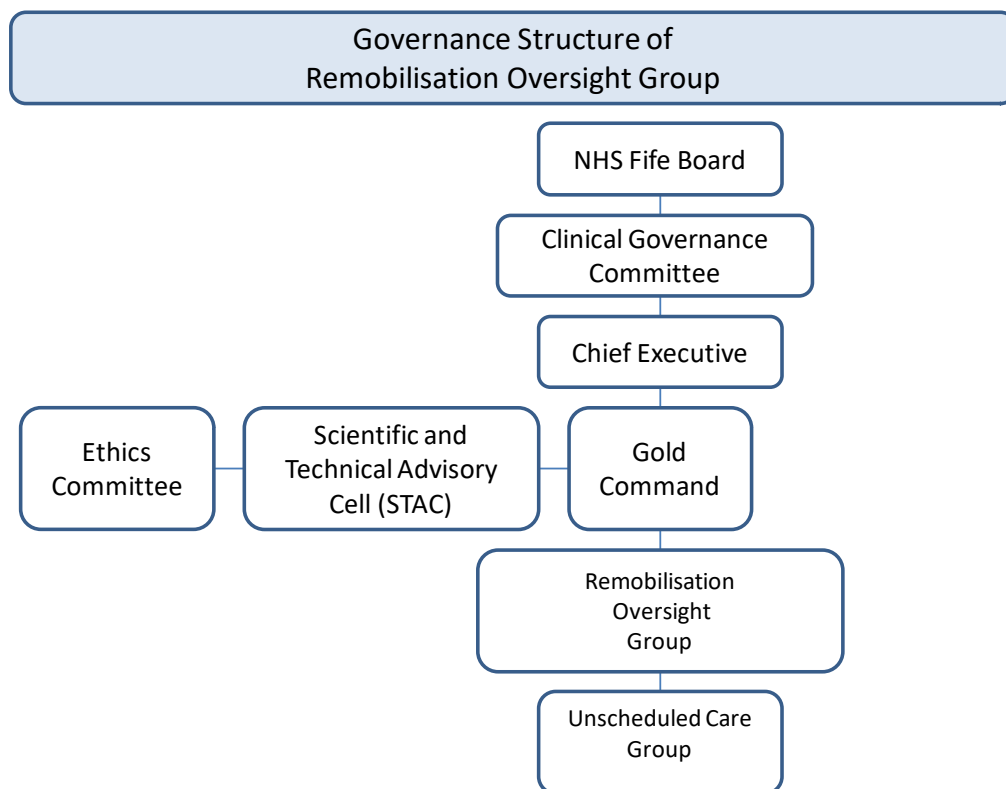 Governance Structure of
Remobilisation Oversight Group
NHS Fife Board
Clinical Governance
Committee
Chief Executive
Ethics
Committee
Scientific and
Technical Advisory
Cell (STAC)
Gold
Command
Remobilisation
Oversight
Group
Unscheduled Care
Group